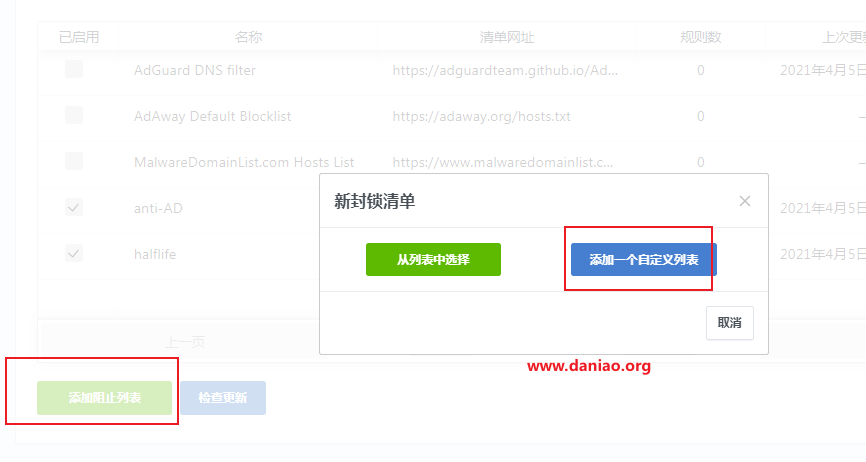 已启用 名称 清单网址 规则数 上次更新
AdGuard DNS filter https://adguardteam.github.io/Ad... 0 2021年4月5日
AdAway Default Blocklist https://adaway.org/hosts.txt 0 –
MalwareDomainList.com Hosts List https://www.malwaredomainlist.c... 0 –
新封锁清单
anti-AD 2021年4月5日
从列表中选择 添加一个自定义列表
halflife 2021年4月5日
取消
上一页
www.daniao.org
添加阻止列表 检查更新